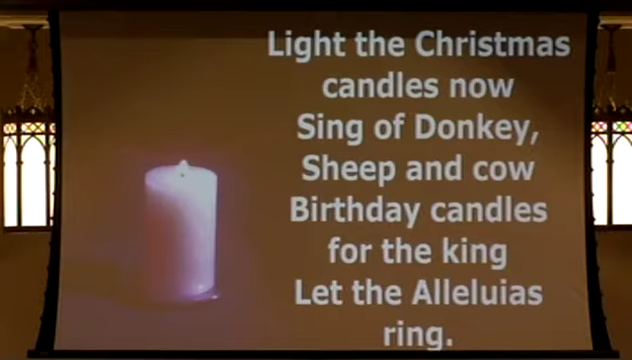 Light the Christmas
candles now
Sing of Donkey,
Sheep and cow
Birthday candles
for the king
Let the Alleluias
ring.